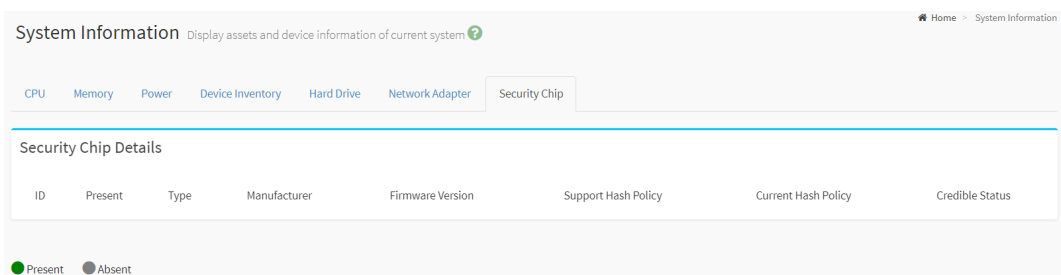 Home > System Information
System Information Display assets and device information of current system ?
CPU Memory Power Device Inventory Hard Drive Network Adapter Security Chip
Security Chip Details
ID Present Type Manufacturer Firmware Version Support Hash Policy Current Hash Policy Credible Status
Present Absent